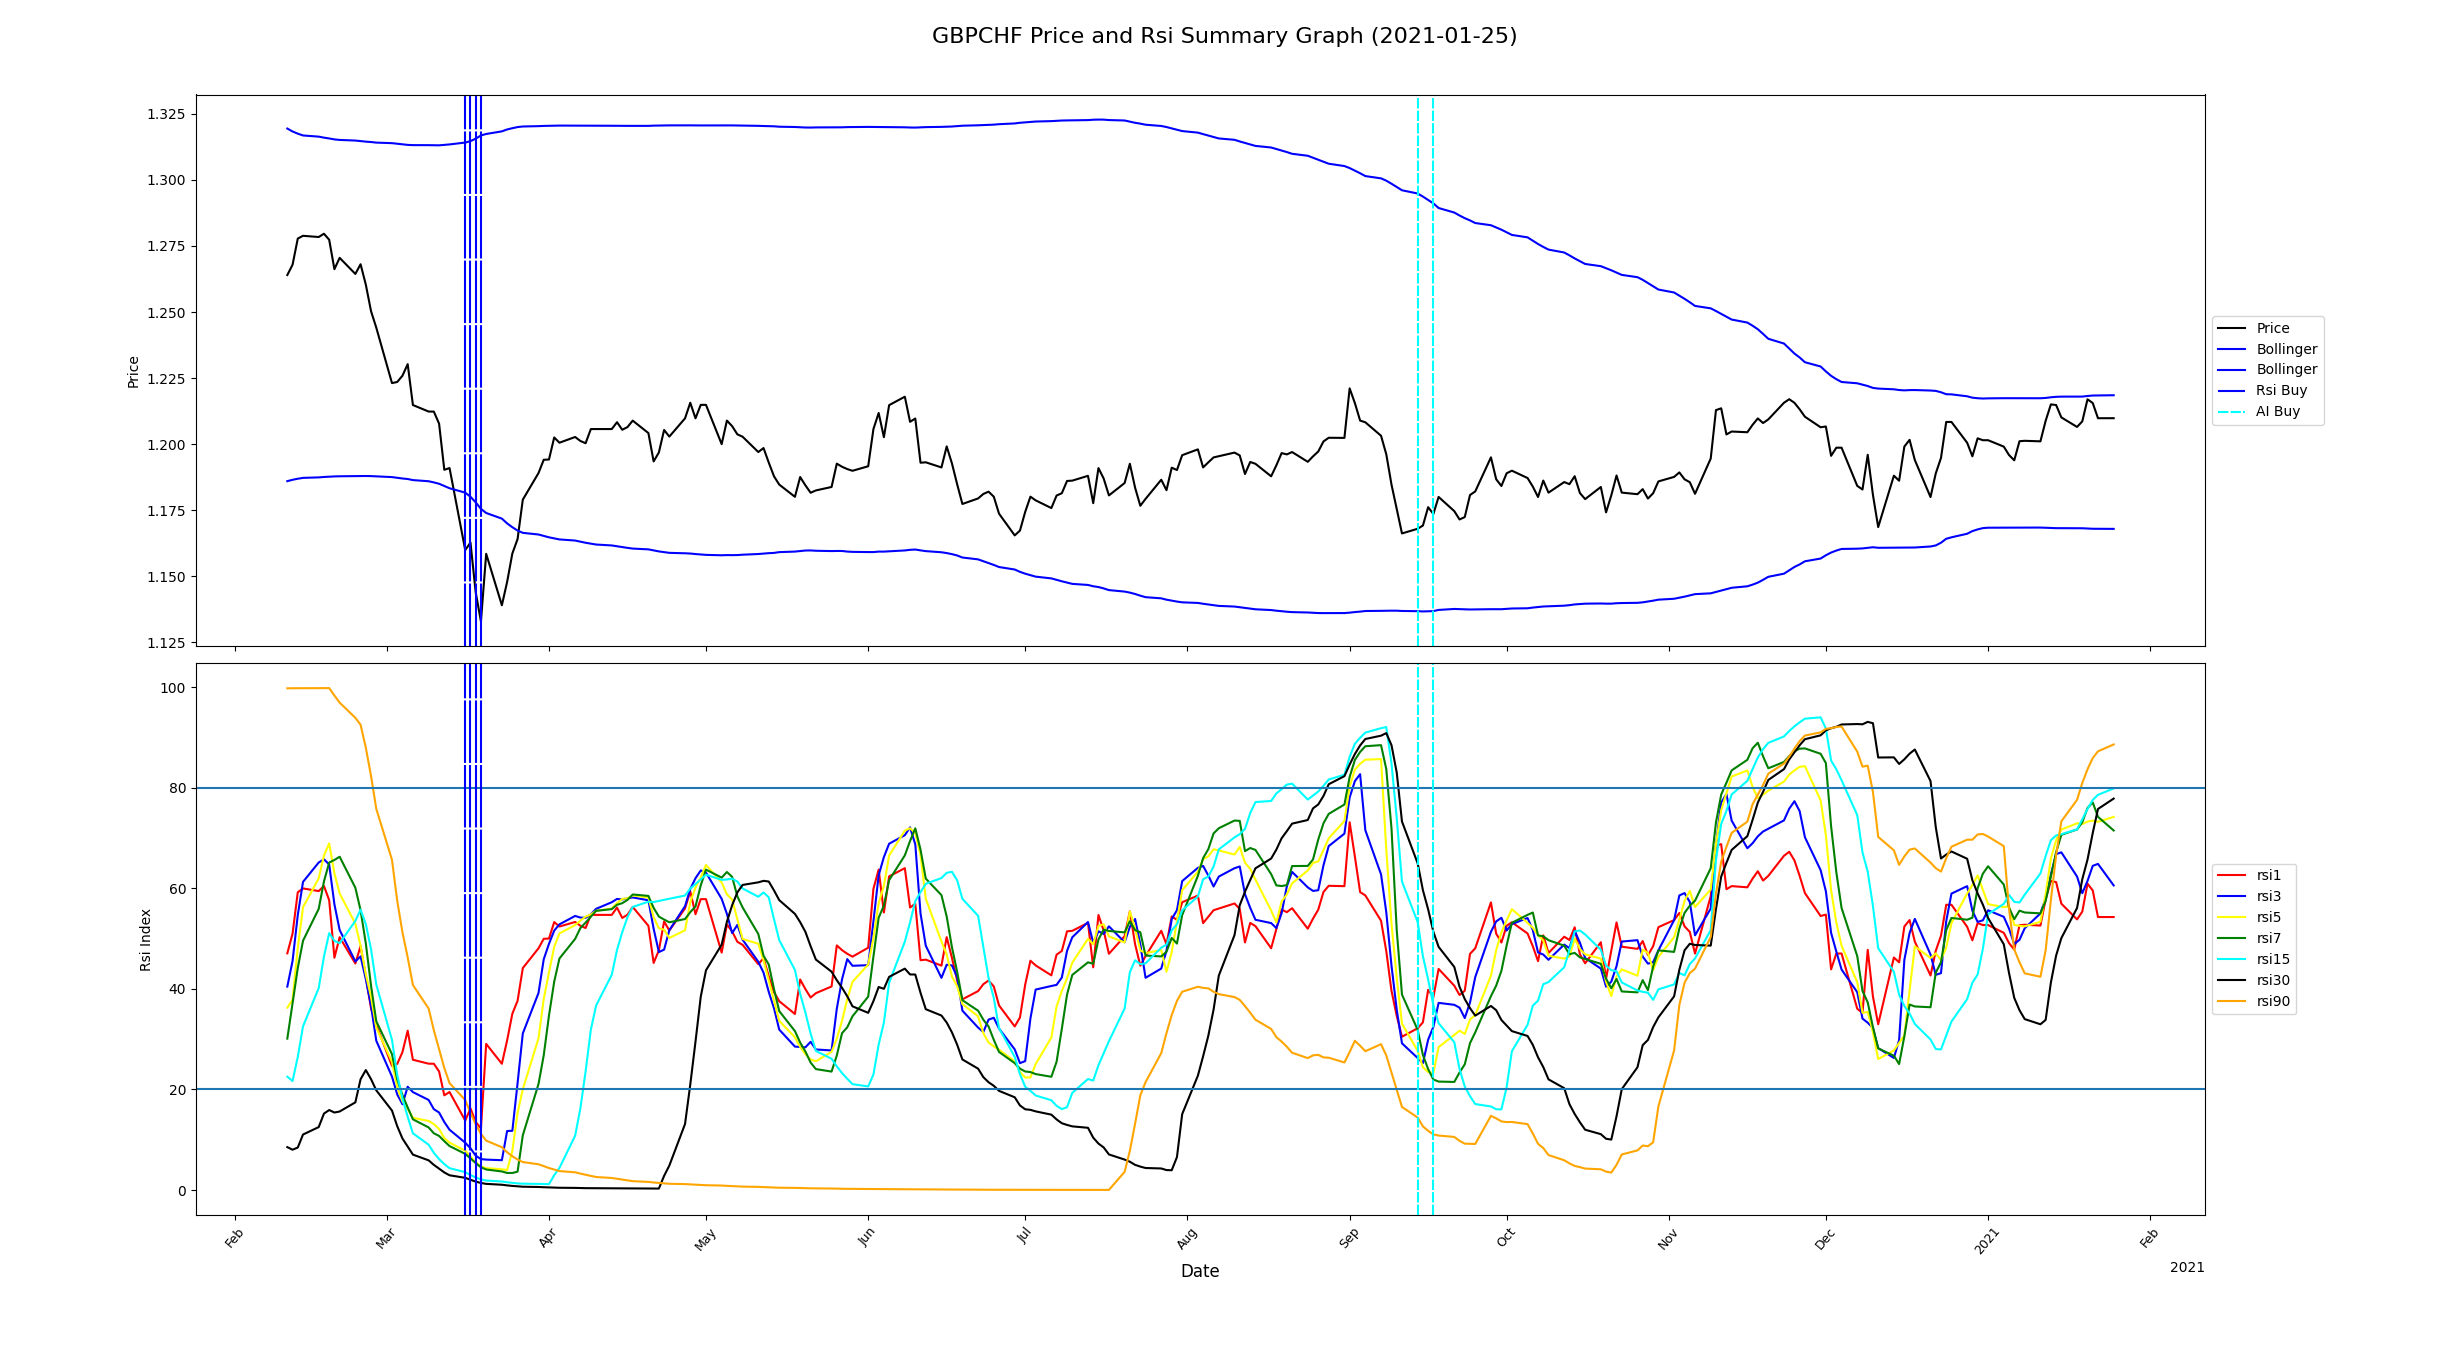 GBPCHF Price and Rsi Summary Graph (2021-01-25)
1.325
1.300
1.275
1.250
1.225
1.200
1.175
1.150
1.125
Price
Price
Bollinger
Bollinger
Rsi Buy
AI Buy
100
80
60
40
20
0
Rsi Index
rsi1
rsi3
rsi5
rsi7
rsi15
rsi30
rsi90
Feb
Mar
Apr
May
Jun
Jul
Aug
Sep
Oct
Nov
Dec
2021
Feb
Date
2021